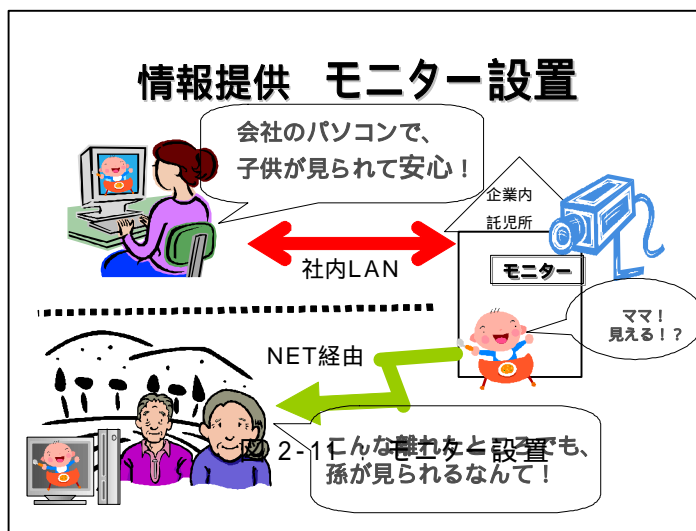 情報提供　モニター設置
会社のパソコンで、
子供が見られて安心！
企業内
託児所
社内LAN
モニター
ママ！
見える！？
NET経由
こんな離れたところでも、
孫が見られるなんて！
図 2-11　モニター設置